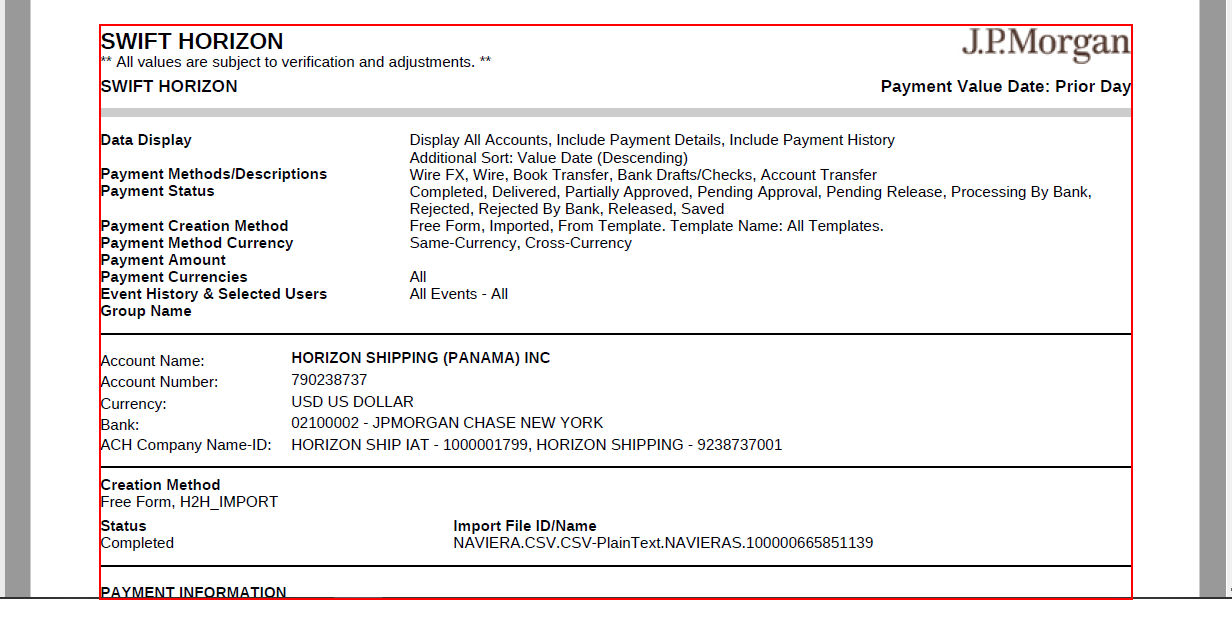 SWIFT HORIZON
J.P.Morgan
** All values are subject to verification and adjustments. **
SWIFT HORIZON Payment Value Date: Prior Day
Data Display Display All Accounts, Include Payment Details, Include Payment History
Additional Sort: Value Date (Descending)
Payment Methods/Descriptions Wire FX, Wire, Book Transfer, Bank Drafts/Checks, Account Transfer
Payment Status Completed, Delivered, Partially Approved, Pending Approval, Pending Release, Processing By Bank,
Rejected, Rejected By Bank, Released, Saved
Payment Creation Method Free Form, Imported, From Template. Template Name: All Templates.
Payment Method Currency Same-Currency, Cross-Currency
Payment Amount
Payment Currencies All
Event History & Selected Users All Events - All
Group Name
Account Name: HORIZON SHIPPING (PANAMA) INC
Account Number: 790238737
Currency: USD US DOLLAR
Bank: 02100002 - JPMORGAN CHASE NEW YORK
ACH Company Name-ID: HORIZON SHIP IAT - 1000001799, HORIZON SHIPPING - 9238737001
Creation Method
Free Form, H2H_IMPORT
Status Import File ID/Name
Completed NAVIERA.CSV.CSV-PlainText.NAVIERAS.100000665851139
PAYMENT INFORMATION